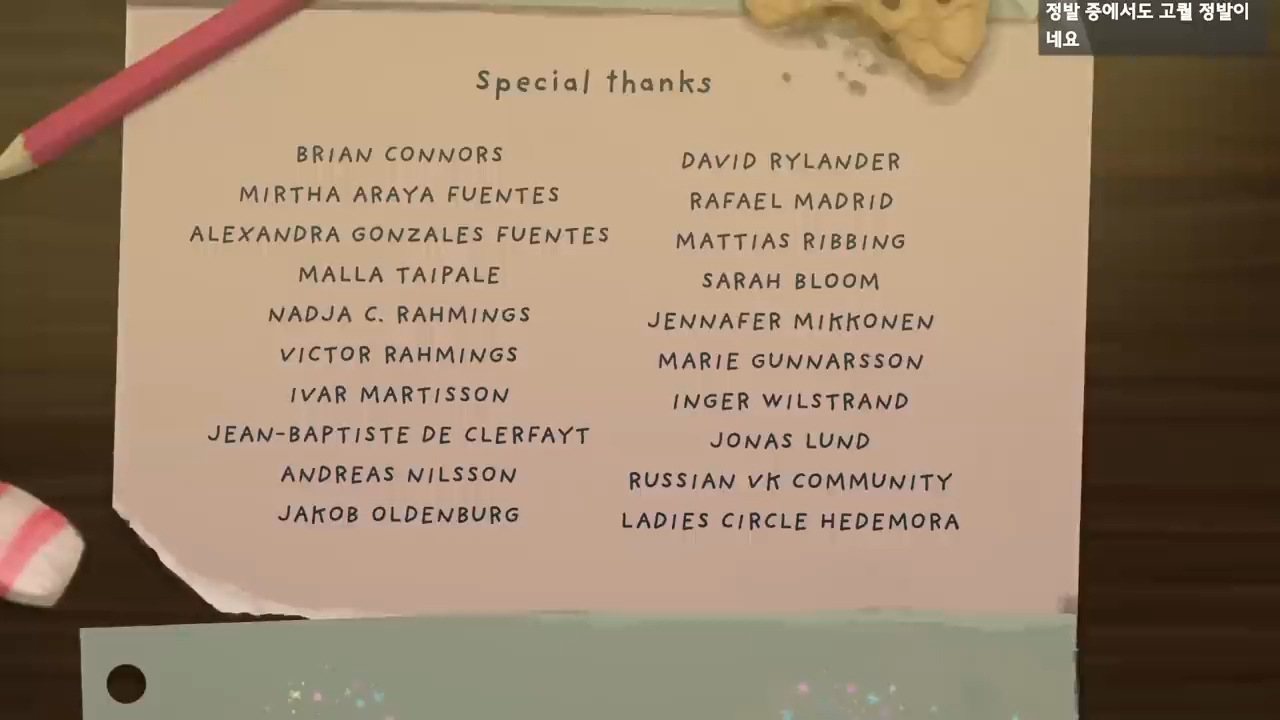 정발 중에서도 고퀄 정발이
네요
Special thanks
BRIAN CONNORS
MIRTHA ARAYA FUENTES
ALEXANDRA GONZALES FUENTES
MALLA TAIPALE
NADJA C. RAHMINGS
VICTOR RAHMINGS
IVAR MARTISSON
JEAN-BAPTISTE DE CLERFAYT
ANDREAS NILSSON
JAKOB OLDENBURG
DAVID RYLANDER
RAFAEL MADRID
MATTIAS RIBBING
SARAH BLOOM
JENNAFER MIKKONEN
MARIE GUNNARSSON
INGER WILSTRAND
JONAS LUND
RUSSIAN VK COMMUNITY
LADIES CIRCLE HEDEMORA